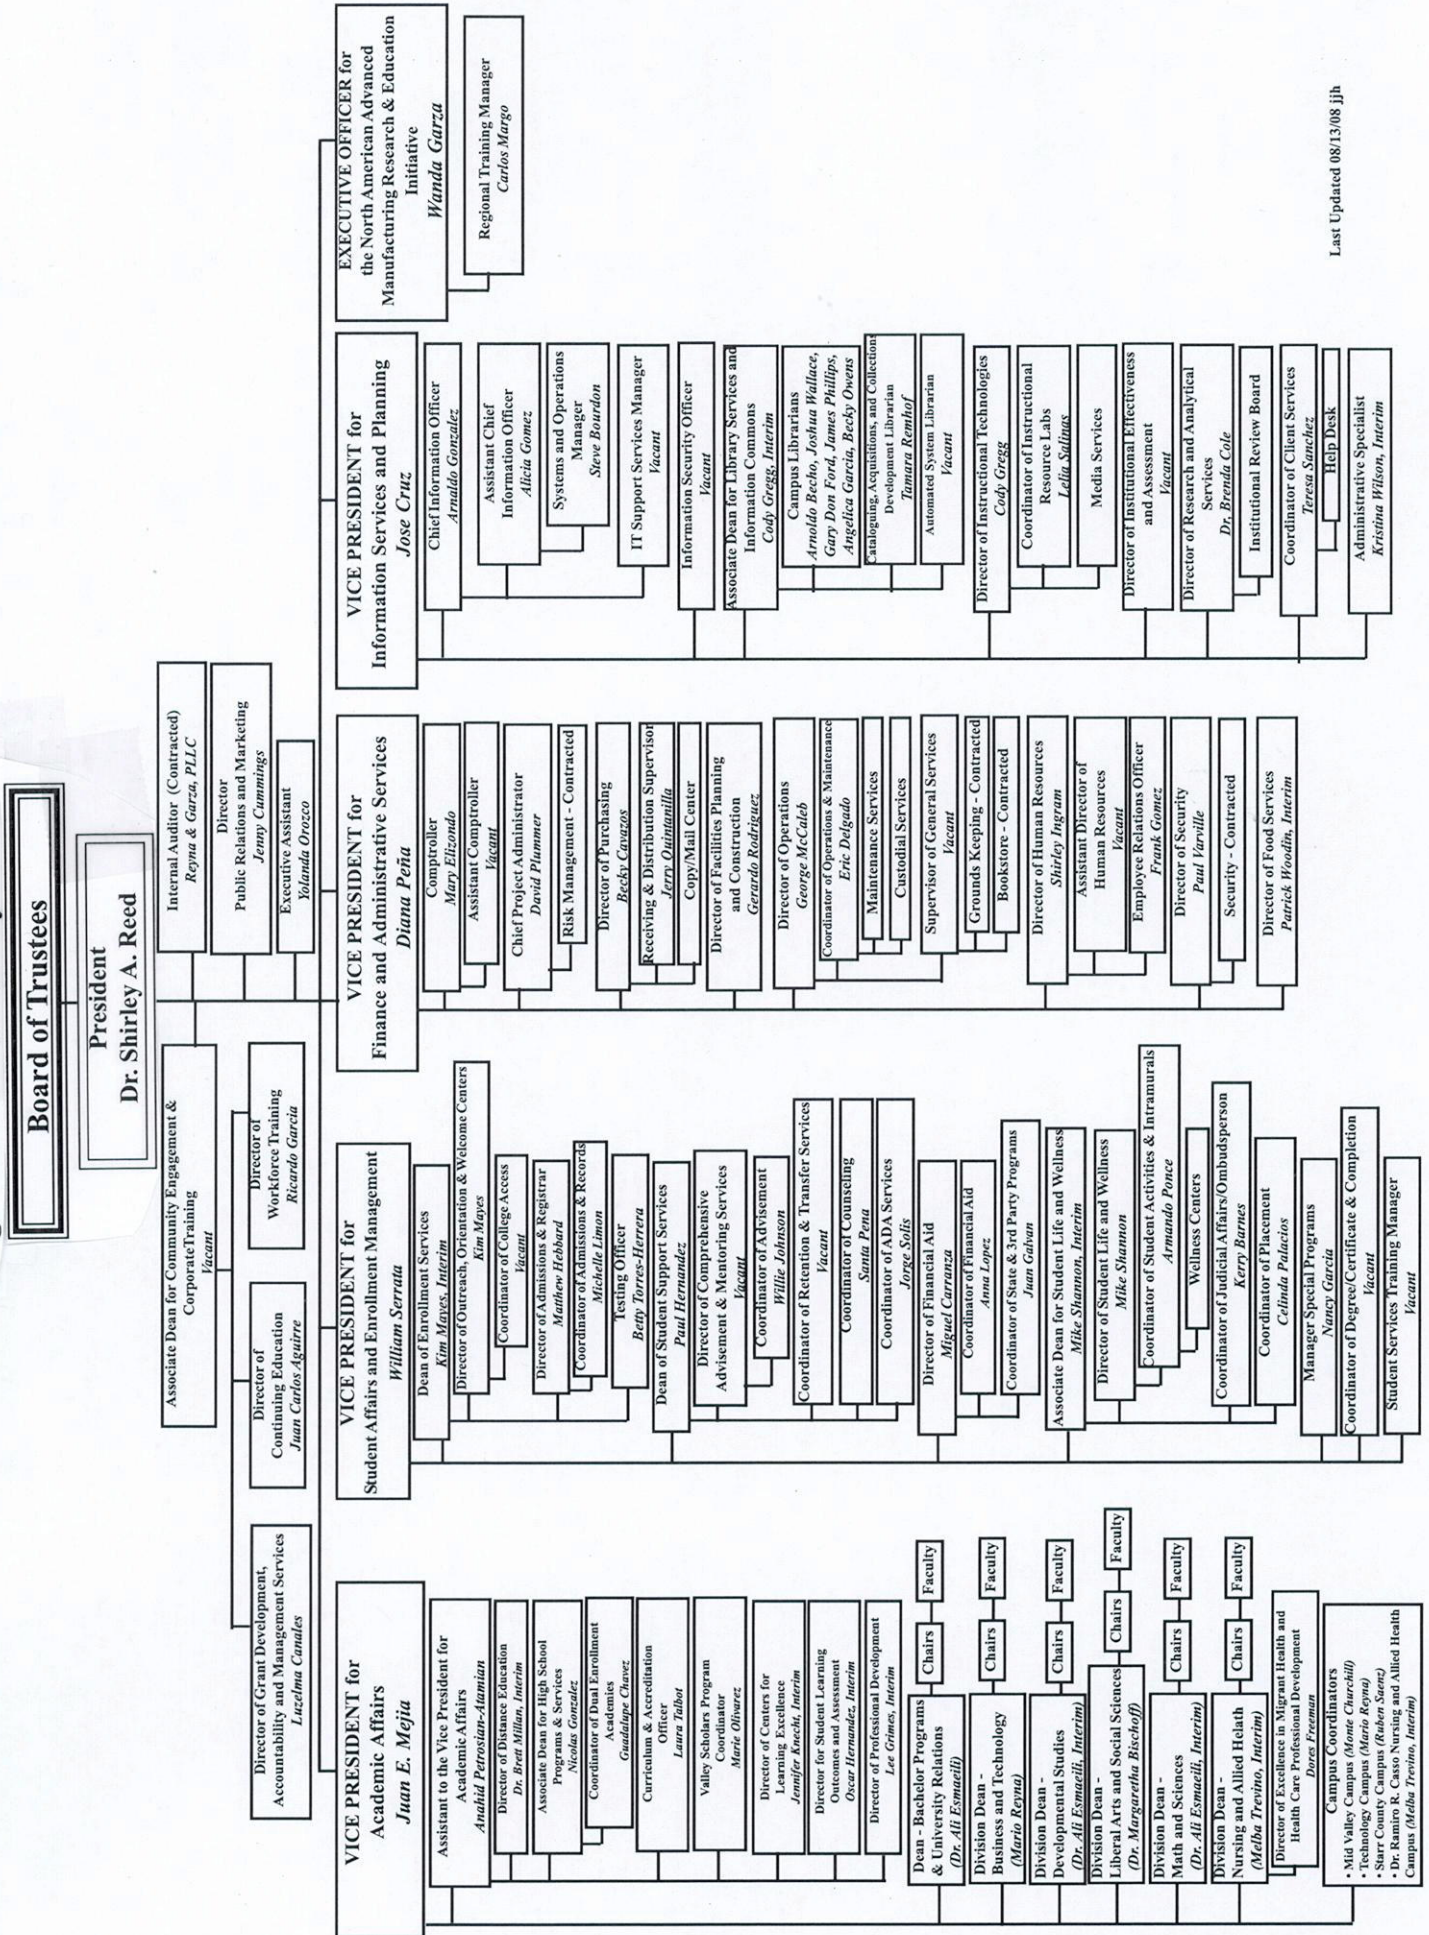 Board of Trustees
President
Dr. Shirley A. Reed
Associate Dean for Community Engagement &
CorporateTraining
Vacant
Director of Grant Development,
Accountability and Management Services
Luzelma Canales
Director of
Continuing Education
Juan Carlos Aguirre
Director of
Workforce Training
Ricardo Garcia
Internal Auditor (Contracted)
Reyna & Garza, PLLC
Director
Public Relations and Marketing
Jenny Cummings
Executive Assistant
Yolanda Orozco
VICE PRESIDENT for
Academic Affairs
Juan E. Mejia
Assistant to the Vice President for
Academic Affairs
Anahid Petrosian-Atamian
Director of Distance Education
Dr. Brett Millan, Interim
Associate Dean for High School
Programs & Services
Nicolas Gonzalez
Coordinator of Dual Enrollment
Academies
Guadalupe Chavez
Curriculum & Accreditation
Officer
Laura Talbot
Valley Scholars Program
Coordinator
Marie Olivarez
Director of Centers for
Learning Excellence
Jennifer Knecht, Interim
Director for Student Learning
Outcomes and Assessment
Oscar Hernandez, Interim
Director of Professional Development
Lee Grimes, Interim
Dean - Bachelor Programs
& University Relations
(Dr. Ali Esmaeili)
Chairs
Faculty
Division Dean -
Business and Technology
(Mario Reyna)
Chairs
Faculty
Division Dean -
Developmental Studies
(Dr. Ali Esmaeili, Interim)
Chairs
Faculty
Division Dean -
Liberal Arts and Social Sciences
(Dr. Margaretha Bischoff)
Chairs
Faculty
Division Dean -
Math and Sciences
(Dr. Ali Esmaeili, Interim)
Chairs
Faculty
Division Dean -
Nursing and Allied Helath
(Melba Trevino, Interim)
Chairs
Faculty
Director of Excellence in Migrant Health and
Health Care Professional Development
Dores Freeman
Campus Coordinators
• Mid Valley Campus (Monte Churchill)
• Technology Campus (Mario Reyna)
• Starr County Campus (Ruben Saenz)
• Dr. Ramiro R. Casso Nursing and Allied Health
Campus (Melba Trevino, Interim)
VICE PRESIDENT for
Student Affairs and Enrollment Management
William Serrata
Dean of Enrollment Services
Kim Mayes, Interim
Director of Outreach, Orientation & Welcome Centers
Kim Mayes
Coordinator of College Access
Vacant
Director of Admissions & Registrar
Matthew Hebbard
Coordinator of Admissions & Records
Michelle Limon
Testing Officer
Betty Torres-Herrera
Dean of Student Support Services
Paul Hernandez
Director of Comprehensive
Advisement & Mentoring Services
Vacant
Coordinator of Advisement
Willie Johnson
Coordinator of Retention & Transfer Services
Vacant
Coordinator of Counseling
Santa Pena
Coordinator of ADA Services
Jorge Solis
Director of Financial Aid
Miguel Carranza
Coordinator of Financial Aid
Anna Lopez
Coordinator of State & 3rd Party Programs
Juan Galvan
Associate Dean for Student Life and Wellness
Mike Shannon, Interim
Director of Student Life and Wellness
Mike Shannon
Coordinator of Student Activities & Intramurals
Armando Ponce
Wellness Centers
Coordinator of Judicial Affairs/Ombudsperson
Kerry Barnes
Coordinator of Placement
Celinda Palacios
Manager Special Programs
Nancy Garcia
Coordinator of Degree/Certificate & Completion
Vacant
Student Services Training Manager
Vacant
VICE PRESIDENT for
Finance and Administrative Services
Diana Peña
Comptroller
Mary Elizondo
Assistant Comptroller
Vacant
Chief Project Administrator
David Plummer
Risk Management - Contracted
Director of Purchasing
Becky Cavazos
Receiving & Distribution Supervisor
Jerry Quintanilla
Copy/Mail Center
Director of Facilities Planning
and Construction
Gerardo Rodriguez
Director of Operations
George McCaleb
Coordinator of Operations & Maintenance
Eric Delgado
Maintenance Services
Custodial Services
Supervisor of General Services
Vacant
Grounds Keeping - Contracted
Bookstore - Contracted
Director of Human Resources
Shirley Ingram
Assistant Director of
Human Resources
Vacant
Employee Relations Officer
Frank Gomez
Director of Security
Paul Varville
Security - Contracted
Director of Food Services
Patrick Woodin, Interim
VICE PRESIDENT for
Information Services and Planning
Jose Cruz
Chief Information Officer
Arnaldo Gonzalez
Assistant Chief
Information Officer
Alicia Gomez
Systems and Operations
Manager
Steve Bourdon
IT Support Services Manager
Vacant
Information Security Officer
Vacant
Associate Dean for Library Services and
Information Commons
Cody Gregg, Interim
Campus Librarians
Arnoldo Becho, Joshua Wallace,
Gary Don Ford, James Phillips,
Angelica Garcia, Becky Owens
Cataloguing, Acquisitions, and Collections
Development Librarian
Tamara Remhof
Automated System Librarian
Vacant
Director of Instructional Technologies
Cody Gregg
Coordinator of Instructional
Resource Labs
Lelia Salinas
Media Services
Director of Institutional Effectiveness
and Assessment
Vacant
Director of Research and Analytical
Services
Dr. Brenda Cole
Institutional Review Board
Coordinator of Client Services
Teresa Sanchez
Help Desk
Administrative Specialist
Kristina Wilson, Interim
EXECUTIVE OFFICER for
the North American Advanced
Manufacturing Research & Education
Initiative
Wanda Garza
Regional Training Manager
Carlos Margo
Last Updated 08/13/08 jjh